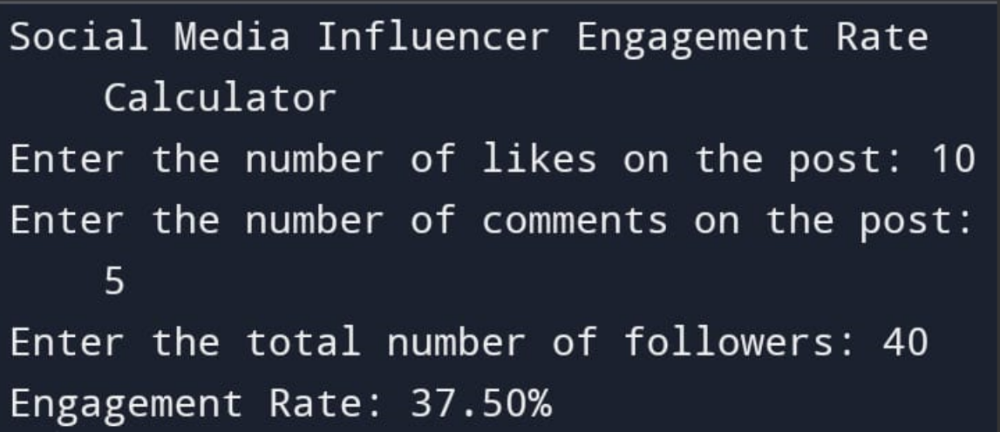 Social Media Influencer Engagement Rate
Calculator
Enter the number of likes on the post: 10
Enter the number of comments on the post:
5
Enter the total number of followers: 40
Engagement Rate: 37.50%